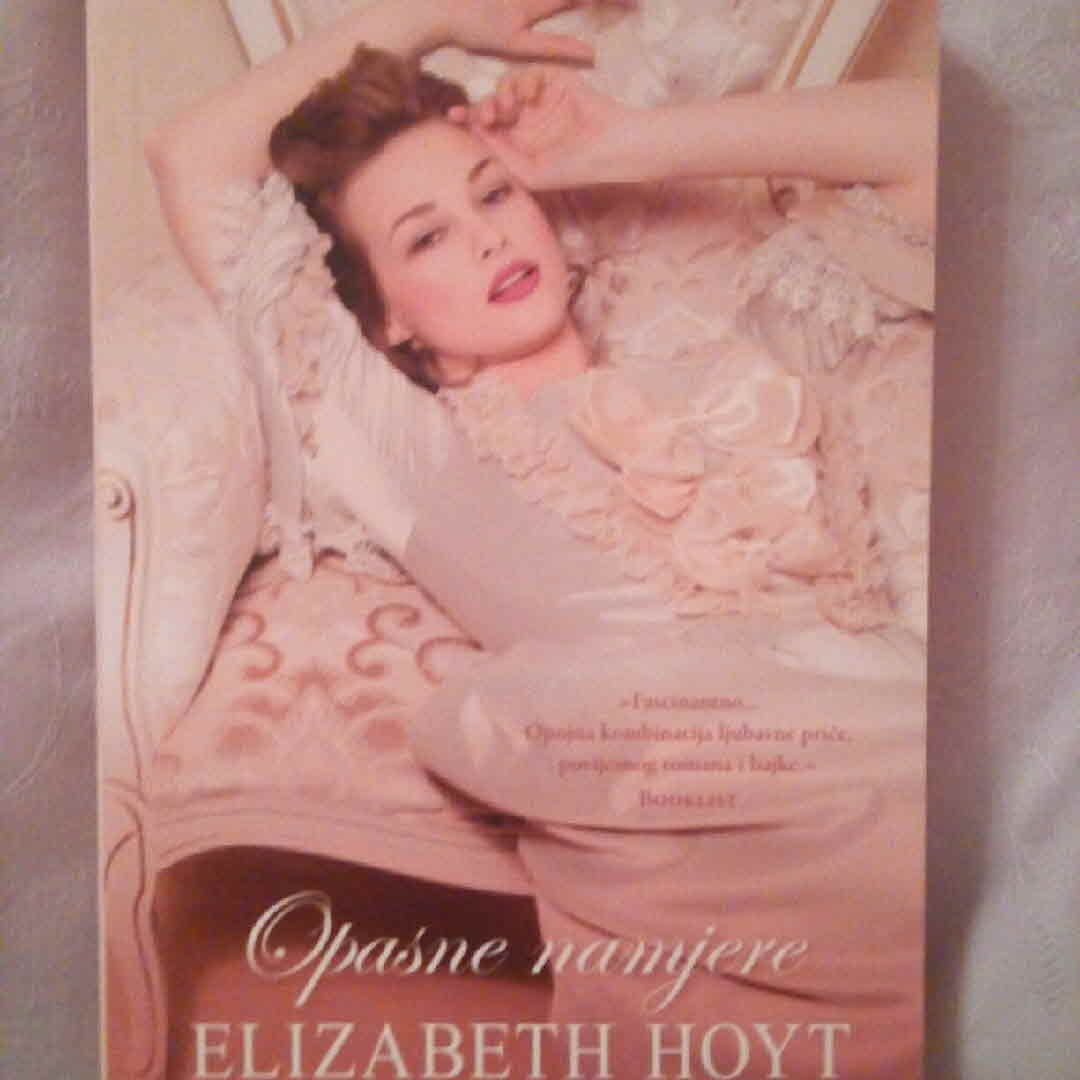 »Fascinantno...
Opojna kombinacija ljubavne priče,
povijesnog romana i bajke.«
BOOKLIST
Opasne namjere
ELIZABETH HOYT